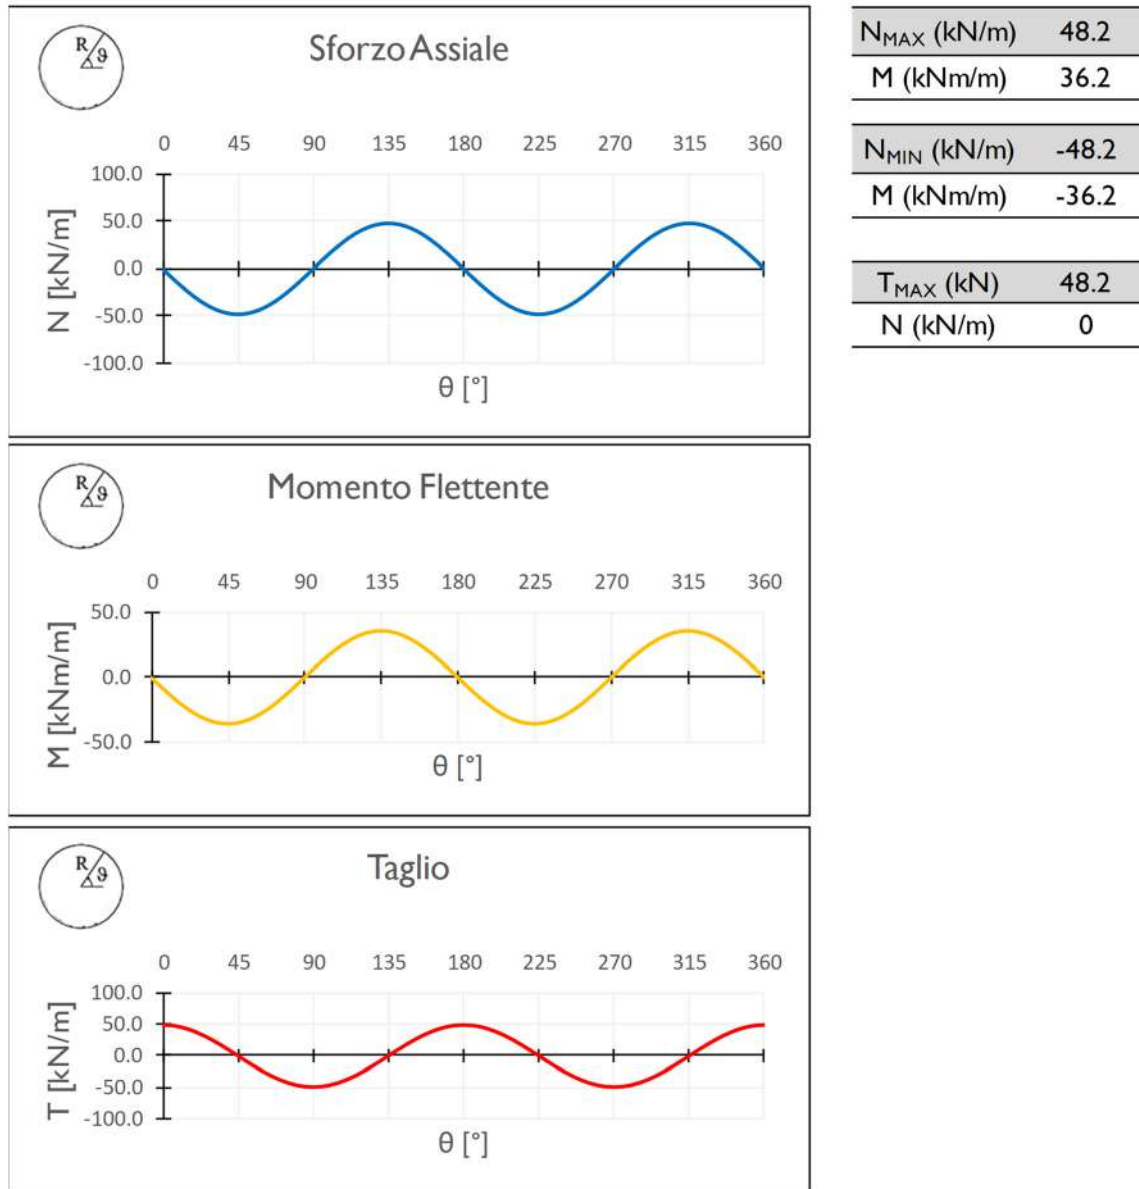 R ϑ
Sforzo Assiale
0 45 90 135 180 225 270 315 360
100.0
50.0
0.0
-50.0
-100.0
N [kN/m]
θ [°]
R ϑ
Momento Flettente
0 45 90 135 180 225 270 315 360
50.0
0.0
-50.0
M [kNm/m]
θ [°]
R ϑ
Taglio
0 45 90 135 180 225 270 315 360
100.0
50.0
0.0
-50.0
-100.0
T [kN/m]
θ [°]
NMAX (kN/m) 48.2
M (kNm/m) 36.2
NMIN (kN/m) -48.2
M (kNm/m) -36.2
TMAX (kN) 48.2
N (kN/m) 0